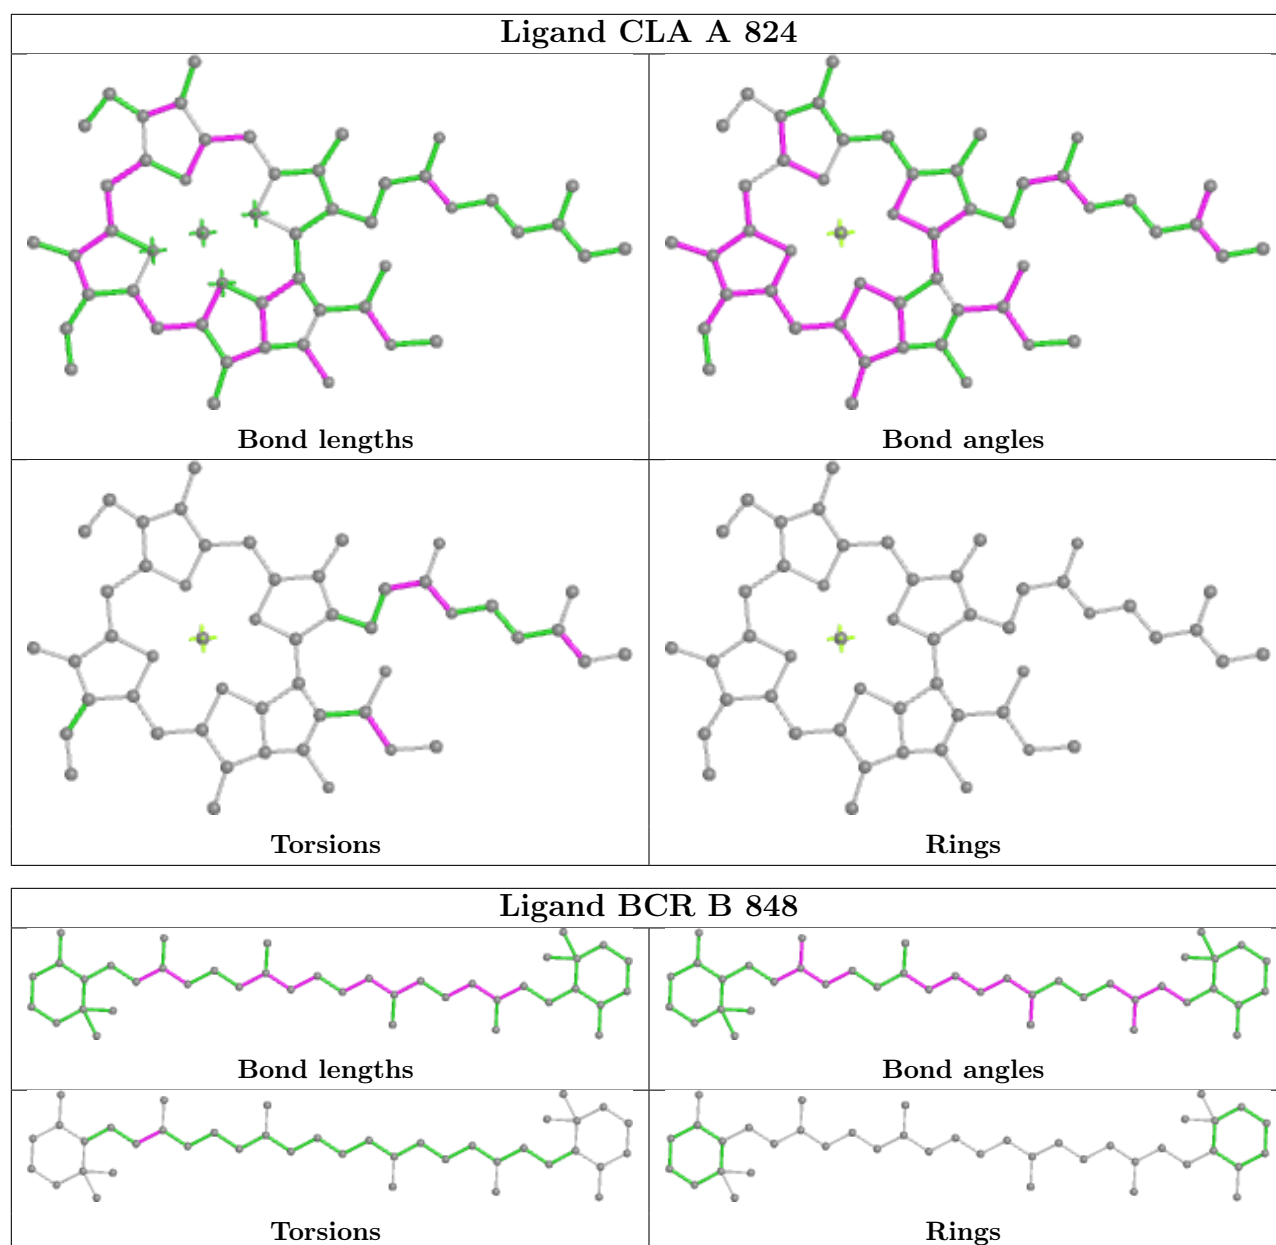 Ligand CLA A 824
Bond lengths
Bond angles
Torsions
Rings
Ligand BCR B 848
Bond lengths
Bond angles
Torsions
Rings